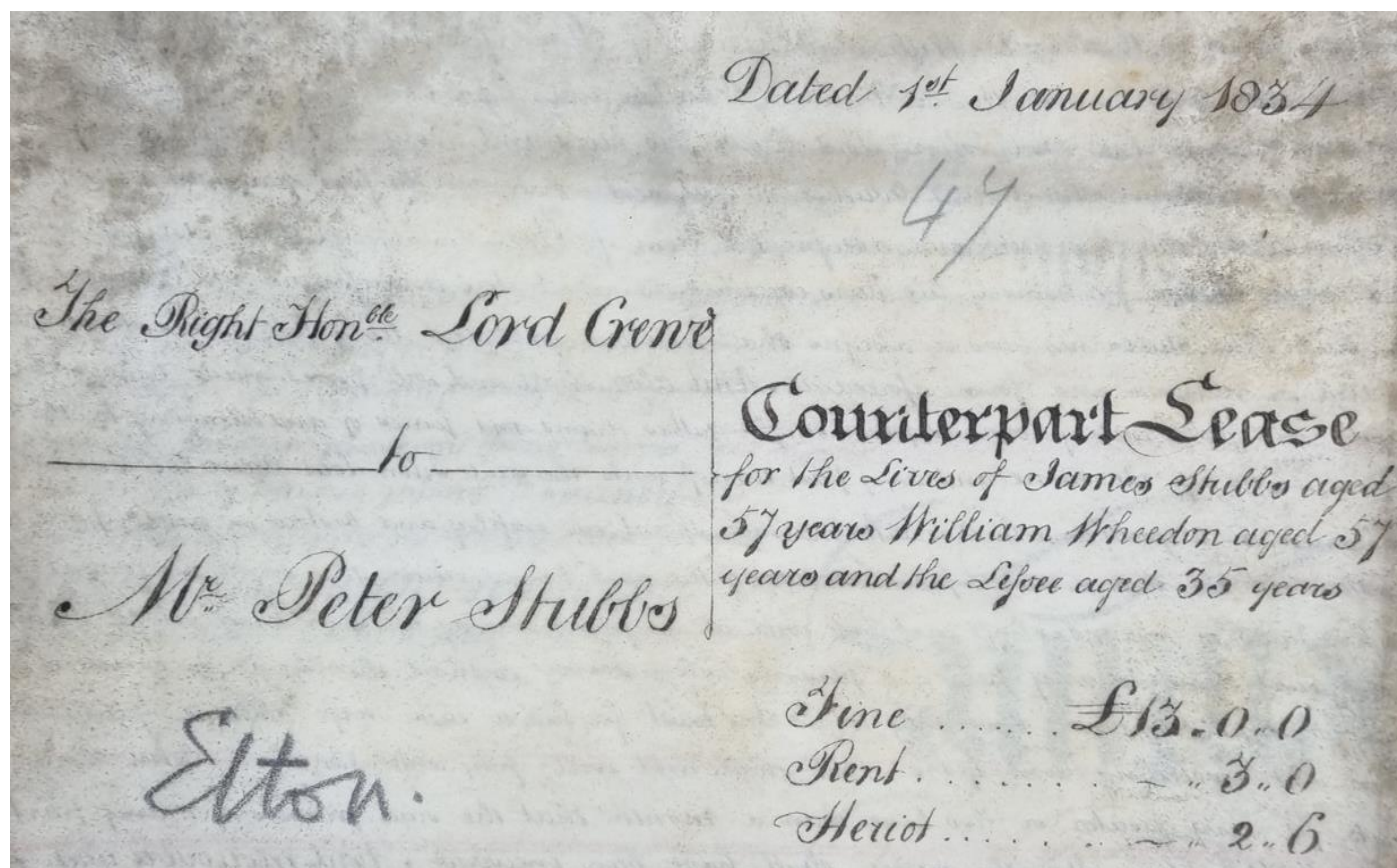 Dated 1st January 1834
47
The Right Honble Lord Crewe
to
Mr Peter Stubbs
Counterpart Lease
for the Lives of James Stubbs aged
57 years William Wheedon aged 57
years and the Lessee aged 35 years
Elton.
Fine ....... £13.0.0
Rent ......... – „ 3„0
Heriot ....... – „ 2„6